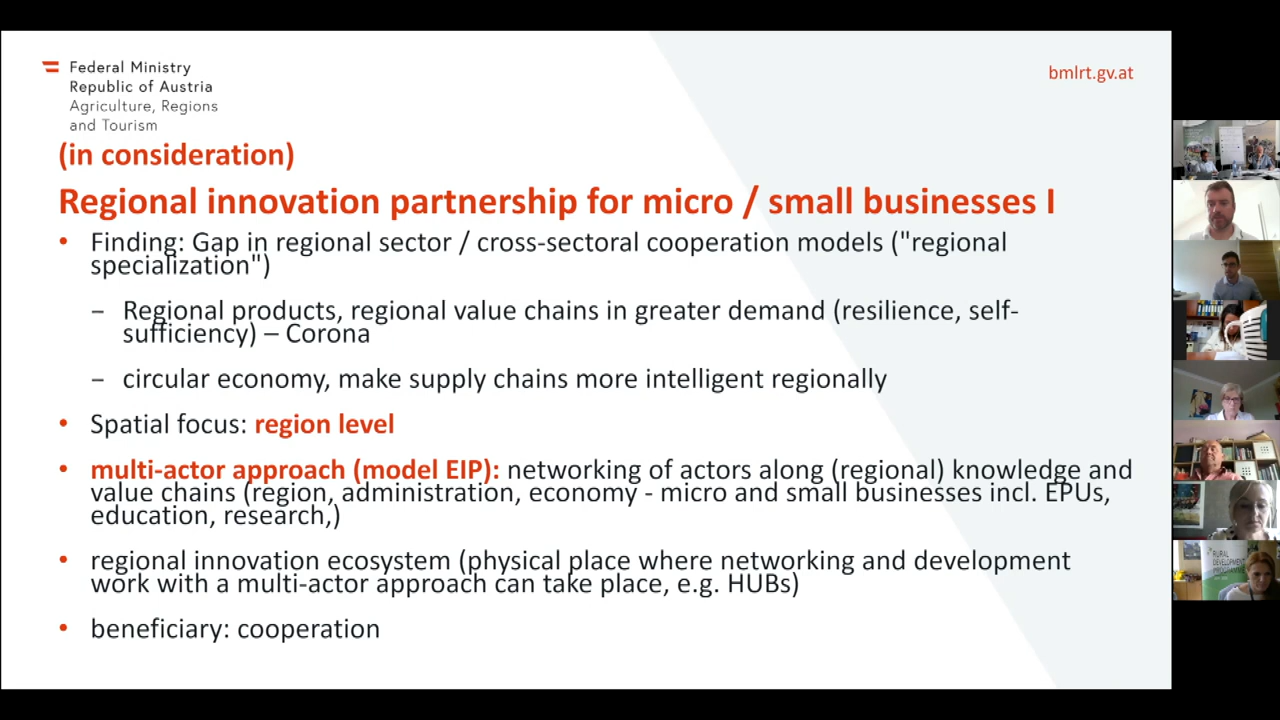 Federal Ministry
Republic of Austria
Agriculture, Regions
and Tourism
bmlrt.gv.at
(in consideration)
Regional innovation partnership for micro / small businesses I
• Finding: Gap in regional sector / cross-sectoral cooperation models ("regional
specialization")
– Regional products, regional value chains in greater demand (resilience, self-
sufficiency) – Corona
– circular economy, make supply chains more intelligent regionally
• Spatial focus: region level
• multi-actor approach (model EIP): networking of actors along (regional) knowledge and
value chains (region, administration, economy - micro and small businesses incl. EPUs,
education, research,)
• regional innovation ecosystem (physical place where networking and development
work with a multi-actor approach can take place, e.g. HUBs)
• beneficiary: cooperation
RURAL
DEVELOPMENT
PROGRAMME